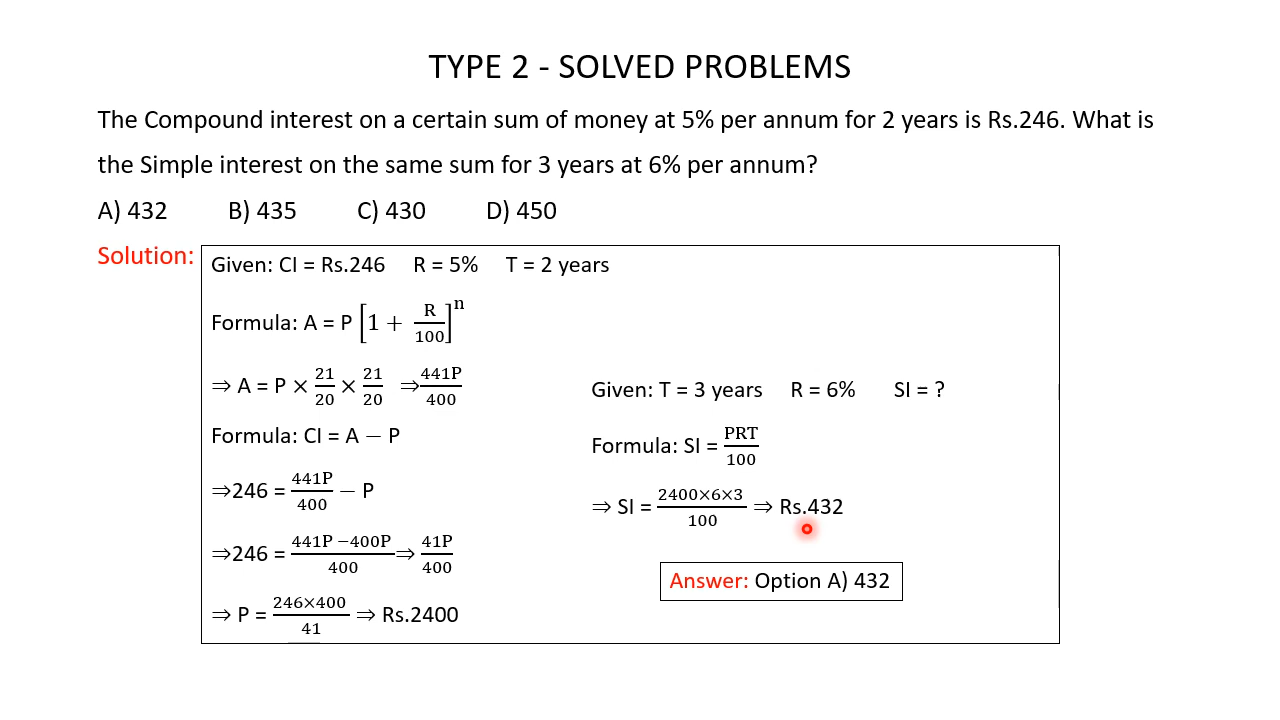 TYPE 2 - SOLVED PROBLEMS
The Compound interest on a certain sum of money at 5% per annum for 2 years is Rs.246. What is
the Simple interest on the same sum for 3 years at 6% per annum?
A) 432 B) 435 C) 430 D) 450
Solution:
Given: CI = Rs.246 R = 5% T = 2 years
Formula: A = P [1 + R/100]^n
⇒ A = P × 21/20 × 21/20 ⇒ 441P/400
Formula: CI = A − P
⇒246 = 441P/400 − P
⇒246 = 441P −400P/400 ⇒ 41P/400
⇒ P = 246×400/41 ⇒ Rs.2400
Given: T = 3 years R = 6% SI = ?
Formula: SI = PRT/100
⇒ SI = 2400×6×3/100 ⇒ Rs.432
Answer: Option A) 432